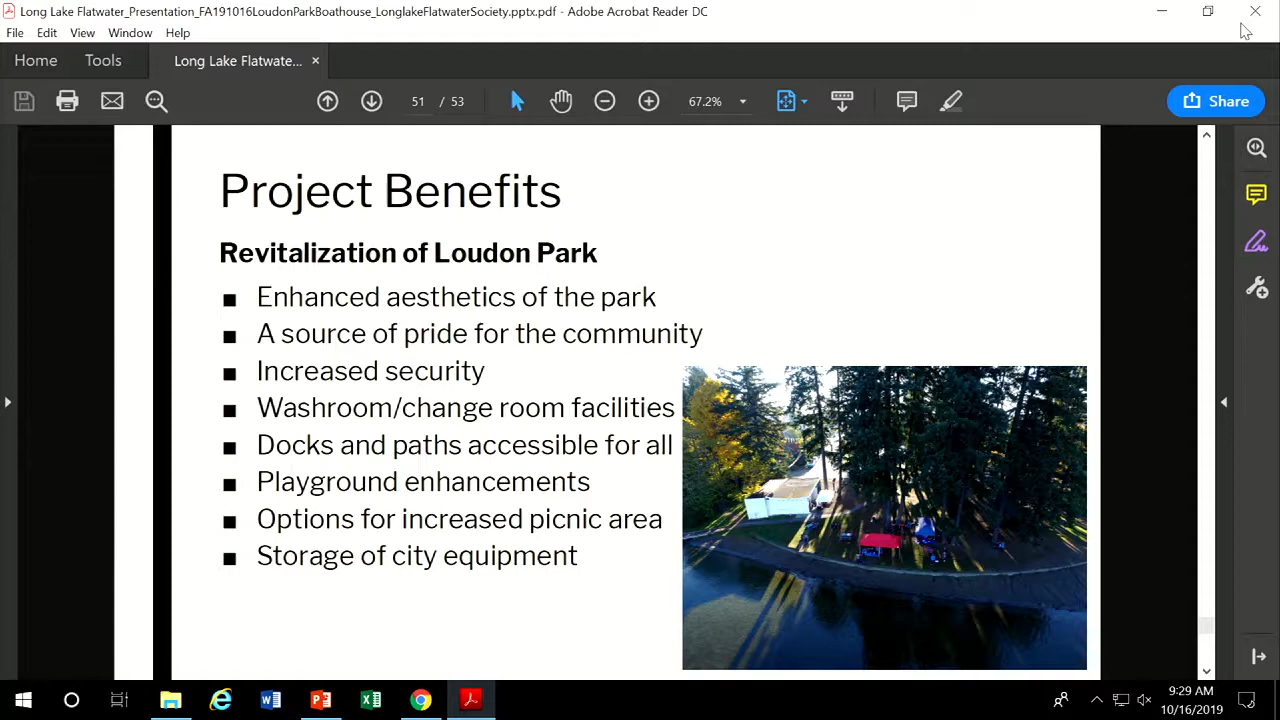 Long Lake Flatwater_Presentation_FA191016LoudonParkBoathouse_LonglakeFlatwaterSociety.pptx.pdf - Adobe Acrobat Reader DC
File Edit View Window Help
Home Tools Long Lake Flatwate... ×
51 / 53 67.2% Share
Project Benefits
Revitalization of Loudon Park
■ Enhanced aesthetics of the park
■ A source of pride for the community
■ Increased security
■ Washroom/change room facilities
■ Docks and paths accessible for all
■ Playground enhancements
■ Options for increased picnic area
■ Storage of city equipment
9:29 AM
10/16/2019